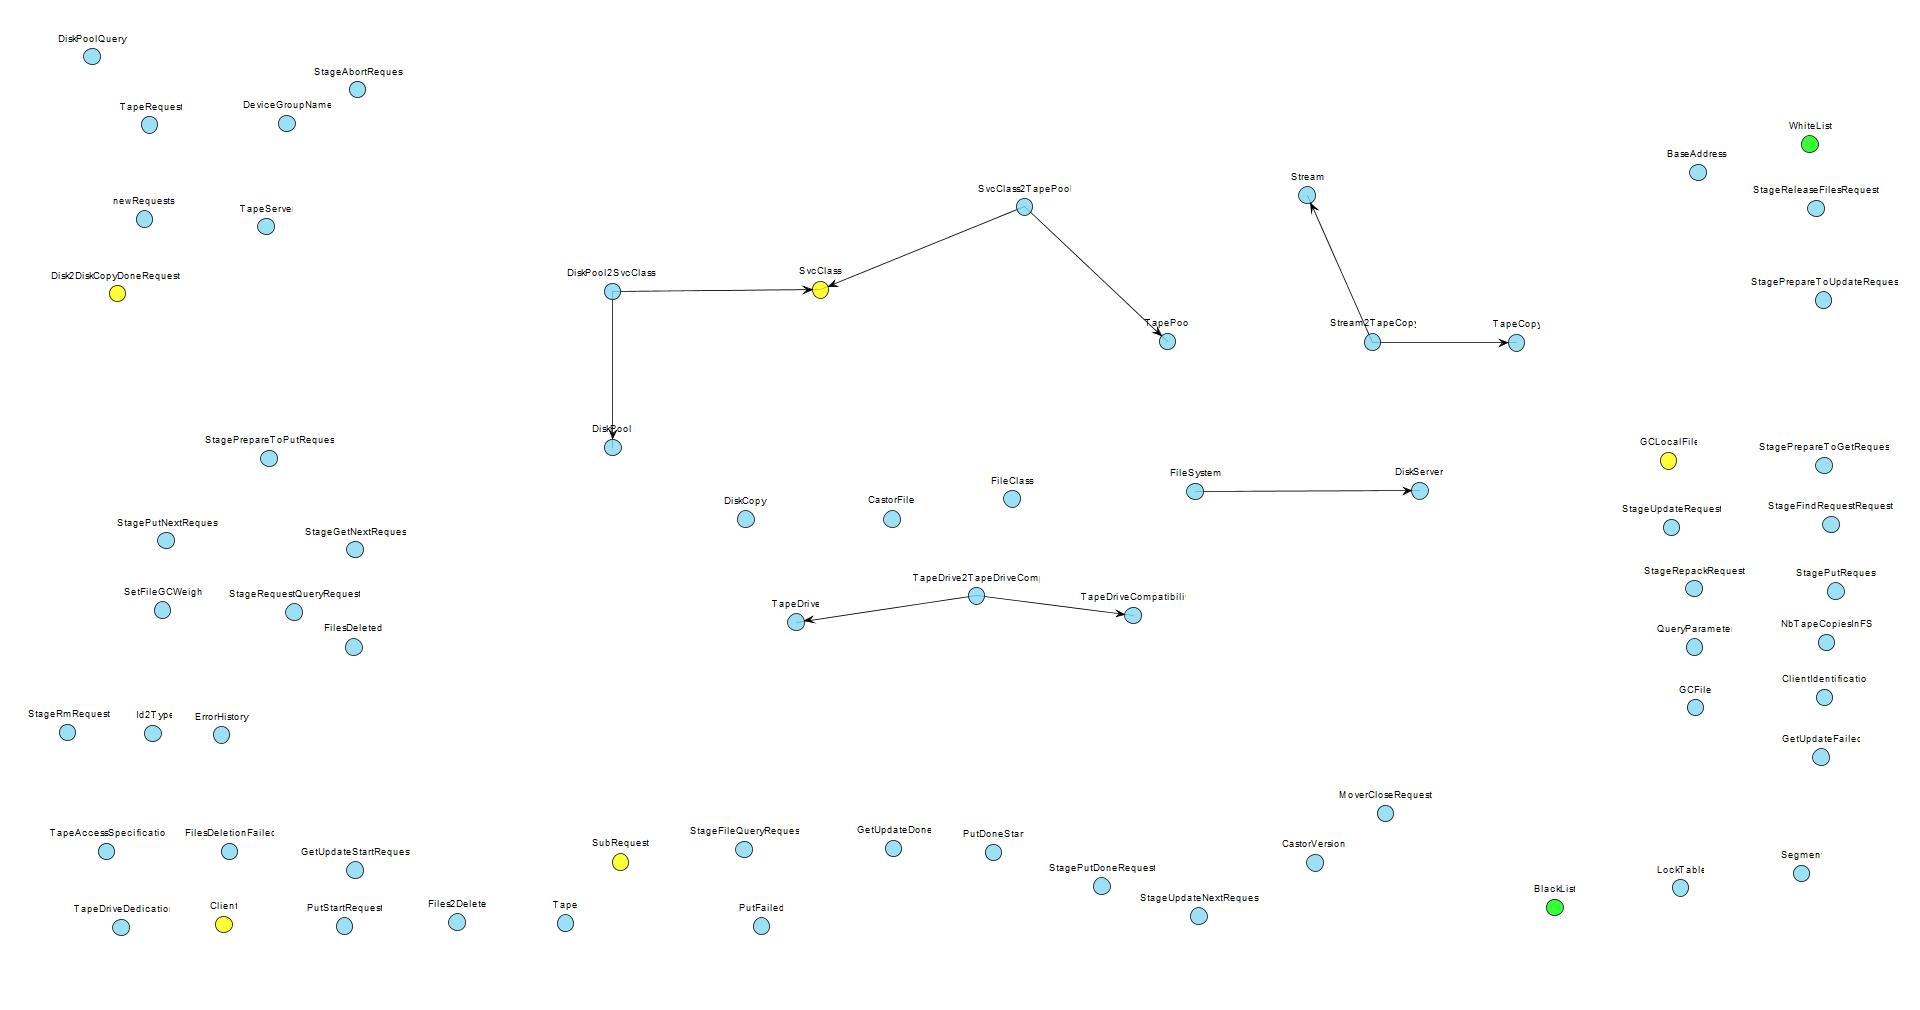 DiskPoolQuery
StageAbortReques
TapeRequest
DeviceGroupName
WhiteList
BaseAddress
Stream
SvcClass2TapePool
StageReleaseFilesRequest
newRequests
TapeServer
DiskPool2SvcClass
SvcClass
Disk2DiskCopyDoneRequest
StagePrepareToUpdateReques
TapePoo
Stream2TapeCopy
TapeCopy
DiskPool
StagePrepareToPutReques
GCLocalFile
StagePrepareToGetReques
FileSystem
DiskServer
FileClass
DiskCopy
CastorFile
StageUpdateRequest
StageFindRequestRequest
StagePutNextReques
StageGetNextReques
StageRepackRequest
StagePutReques
TapeDrive2TapeDriveComp
SetFileGCWeigh
StageRequestQueryRequest
TapeDrive
TapeDriveCompatibili
FilesDeleted
QueryParameter
NbTapeCopiesInFS
GCFile
ClientIdentificatio
StageRmRequest
Id2Type
ErrorHistory
GetUpdateFailed
MoverCloseRequest
TapeAccessSpecificatio
FilesDeletionFailed
GetUpdateStartReques
SubRequest
StageFileQueryReques
GetUpdateDone
PutDoneStar
CastorVersion
StagePutDoneRequest
LockTable
Segment
StageUpdateNextReques
BlackList
TapeDriveDedication
Client
PutStartRequest
Files2Delete
Tape
PutFailed